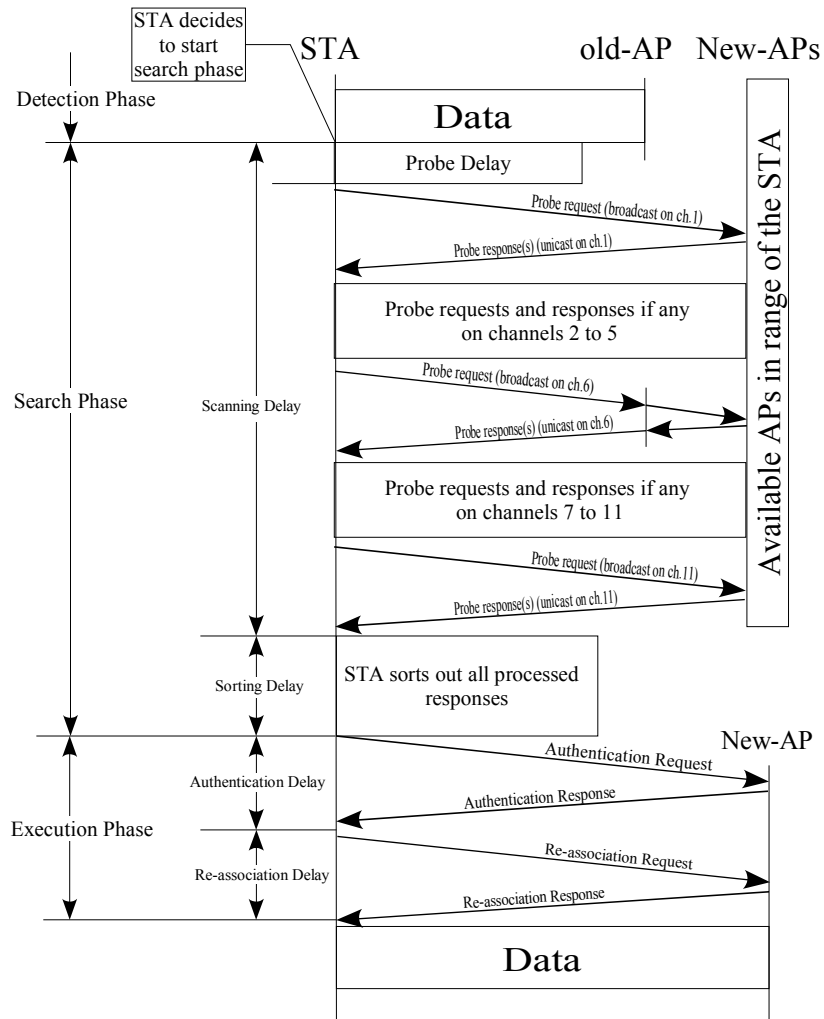 STA decides
to start
search phase
STA
old-AP
New-APs
Detection Phase
Data
Probe Delay
Probe request (broadcast on ch.1)
Probe response(s) (unicast on ch.1)
Probe requests and responses if any
on channels 2 to 5
Probe request (broadcast on ch.6)
Probe response(s) (unicast on ch.6)
Search Phase
Scanning Delay
Available APs in range of the STA
Probe requests and responses if any
on channels 7 to 11
Probe request (broadcast on ch.11)
Probe response(s) (unicast on ch.11)
Sorting Delay
STA sorts out all processed
responses
New-AP
Authentication Request
Authentication Delay
Authentication Response
Execution Phase
Re-association Request
Re-association Delay
Re-association Response
Data